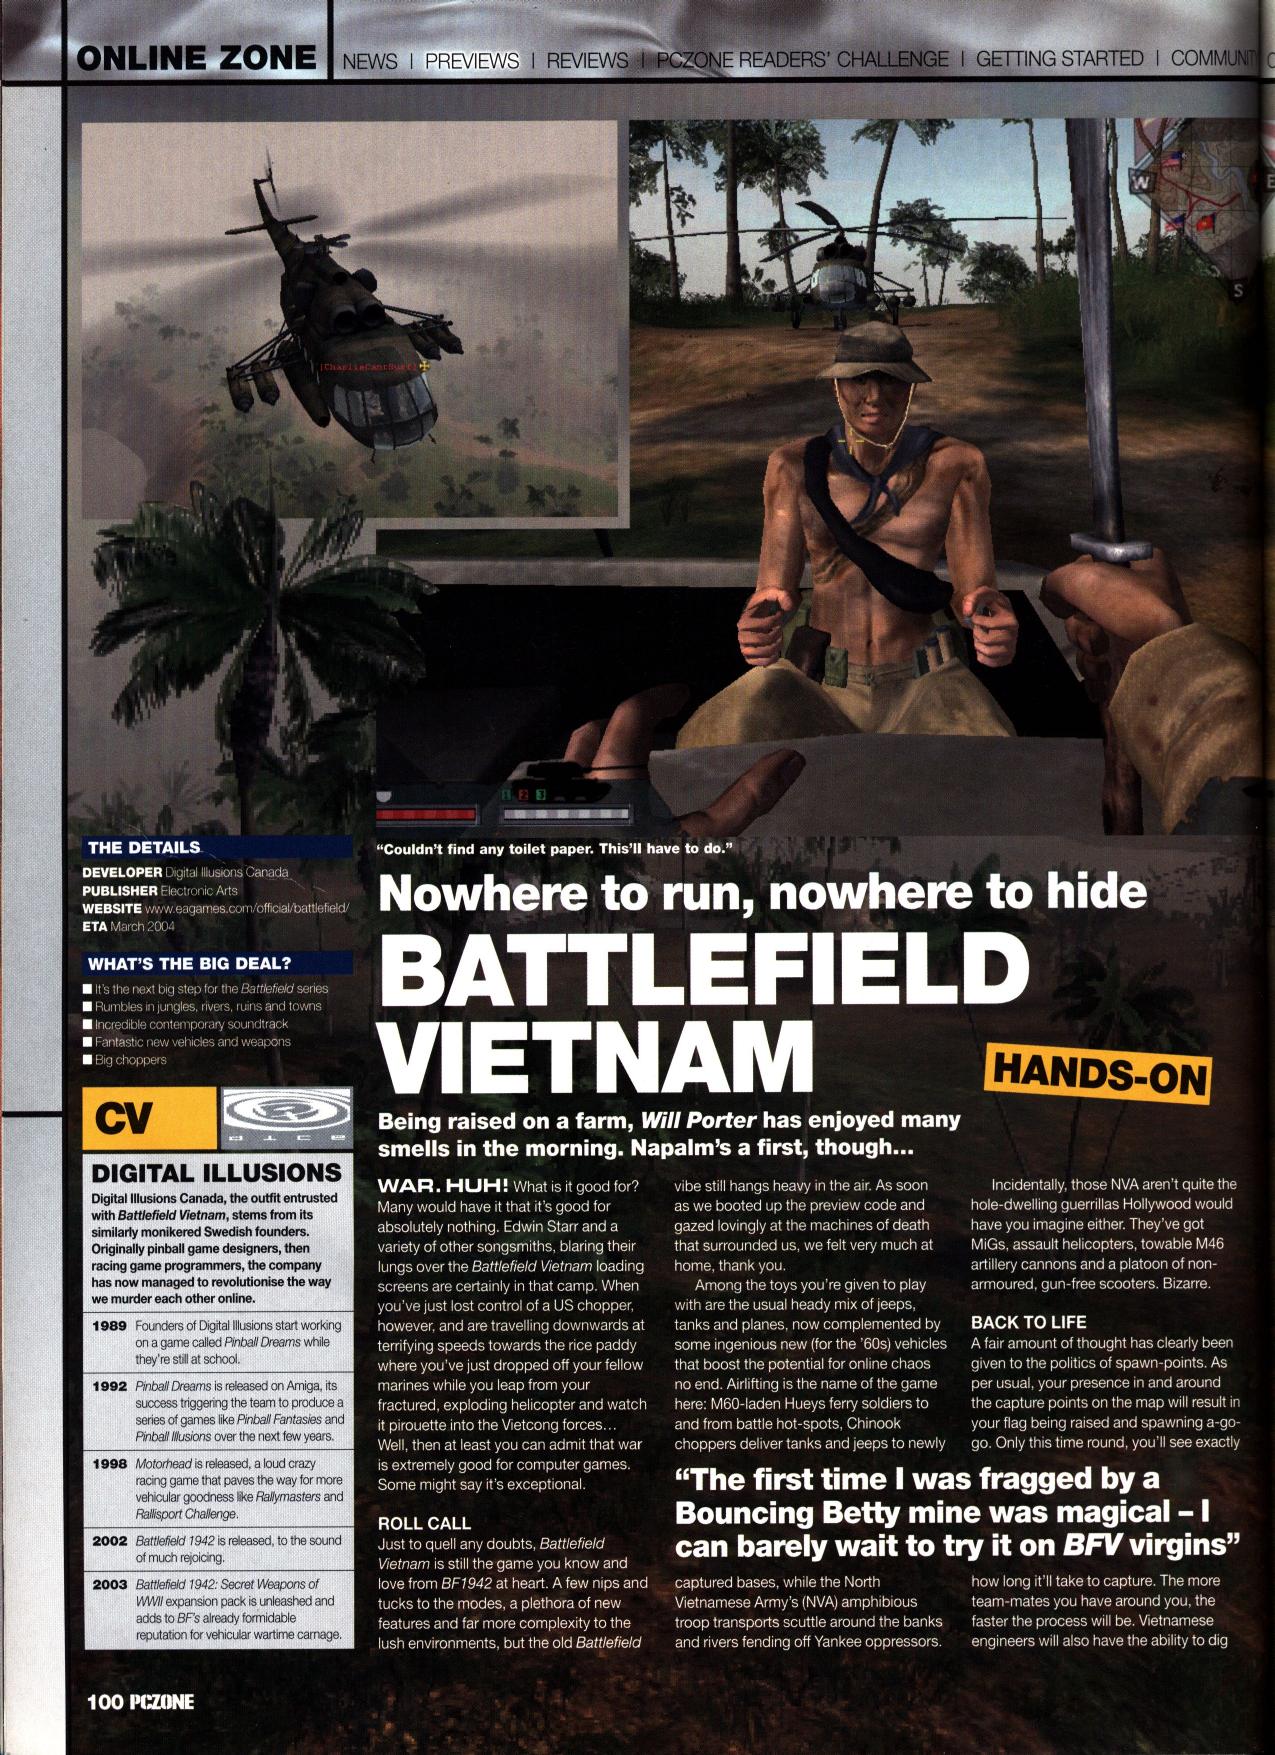 ONLINE ZONE
NEWS | PREVIEWS | REVIEWS | PCZONE READERS' CHALLENGE | GETTING STARTED | COMMUNIT
W
E
S
[CharlieCantSurf]
1 2 3
"Couldn't find any toilet paper. This'll have to do."
THE DETAILS
DEVELOPER Digital Illusions Canada
PUBLISHER Electronic Arts
WEBSITE www.eagames.com/official/battlefield/
ETA March 2004
WHAT'S THE BIG DEAL?
It's the next big step for the Battlefield series
Rumbles in jungles, rivers, ruins and towns
Incredible contemporary soundtrack
Fantastic new vehicles and weapons
Big choppers
CV
DIGITAL ILLUSIONS
Digital Illusions Canada, the outfit entrusted
with Battlefield Vietnam, stems from its
similarly monikered Swedish founders.
Originally pinball game designers, then
racing game programmers, the company
has now managed to revolutionise the way
we murder each other online.
1989 Founders of Digital Illusions start working
on a game called Pinball Dreams while
they're still at school.
1992 Pinball Dreams is released on Amiga, its
success triggering the team to produce a
series of games like Pinball Fantasies and
Pinball Illusions over the next few years.
1998 Motorhead is released, a loud crazy
racing game that paves the way for more
vehicular goodness like Rallymasters and
Rallisport Challenge.
2002 Battlefield 1942 is released, to the sound
of much rejoicing.
2003 Battlefield 1942: Secret Weapons of
WWII expansion pack is unleashed and
adds to BF's already formidable
reputation for vehicular wartime carnage.
Nowhere to run, nowhere to hide
BATTLEFIELD
VIETNAM
HANDS-ON
Being raised on a farm, Will Porter has enjoyed many
smells in the morning. Napalm's a first, though...
WAR. HUH! What is it good for?
Many would have it that it's good for
absolutely nothing. Edwin Starr and a
variety of other songsmiths, blaring their
lungs over the Battlefield Vietnam loading
screens are certainly in that camp. When
you've just lost control of a US chopper,
however, and are travelling downwards at
terrifying speeds towards the rice paddy
where you've just dropped off your fellow
marines while you leap from your
fractured, exploding helicopter and watch
it pirouette into the Vietcong forces...
Well, then at least you can admit that war
is extremely good for computer games.
Some might say it's exceptional.
ROLL CALL
Just to quell any doubts, Battlefield
Vietnam is still the game you know and
love from BF1942 at heart. A few nips and
tucks to the modes, a plethora of new
features and far more complexity to the
lush environments, but the old Battlefield
vibe still hangs heavy in the air. As soon
as we booted up the preview code and
gazed lovingly at the machines of death
that surrounded us, we felt very much at
home, thank you.
Among the toys you're given to play
with are the usual heady mix of jeeps,
tanks and planes, now complemented by
some ingenious new (for the '60s) vehicles
that boost the potential for online chaos
no end. Airlifting is the name of the game
here: M60-laden Hueys ferry soldiers to
and from battle hot-spots, Chinook
choppers deliver tanks and jeeps to newly
captured bases, while the North
Vietnamese Army's (NVA) amphibious
troop transports scuttle around the banks
and rivers fending off Yankee oppressors.
Incidentally, those NVA aren't quite the
hole-dwelling guerrillas Hollywood would
have you imagine either. They've got
MiGs, assault helicopters, towable M46
artillery cannons and a platoon of non-
armoured, gun-free scooters. Bizarre.
BACK TO LIFE
A fair amount of thought has clearly been
given to the politics of spawn-points. As
per usual, your presence in and around
the capture points on the map will result in
your flag being raised and spawning a-go-
go. Only this time round, you'll see exactly
"The first time I was fragged by a
Bouncing Betty mine was magical – I
can barely wait to try it on BFV virgins"
how long it'll take to capture. The more
team-mates you have around you, the
faster the process will be. Vietnamese
engineers will also have the ability to dig
100 PCZONE